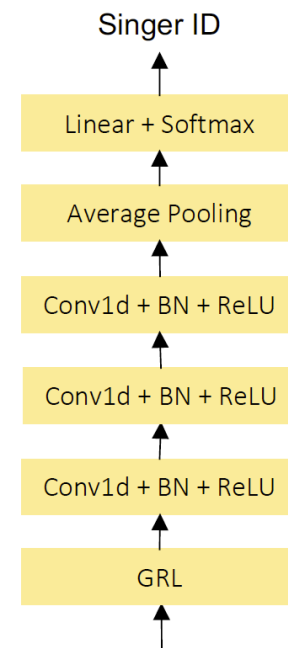 Singer ID
Linear + Softmax
Average Pooling
Conv1d + BN + ReLU
Conv1d + BN + ReLU
Conv1d + BN + ReLU
GRL